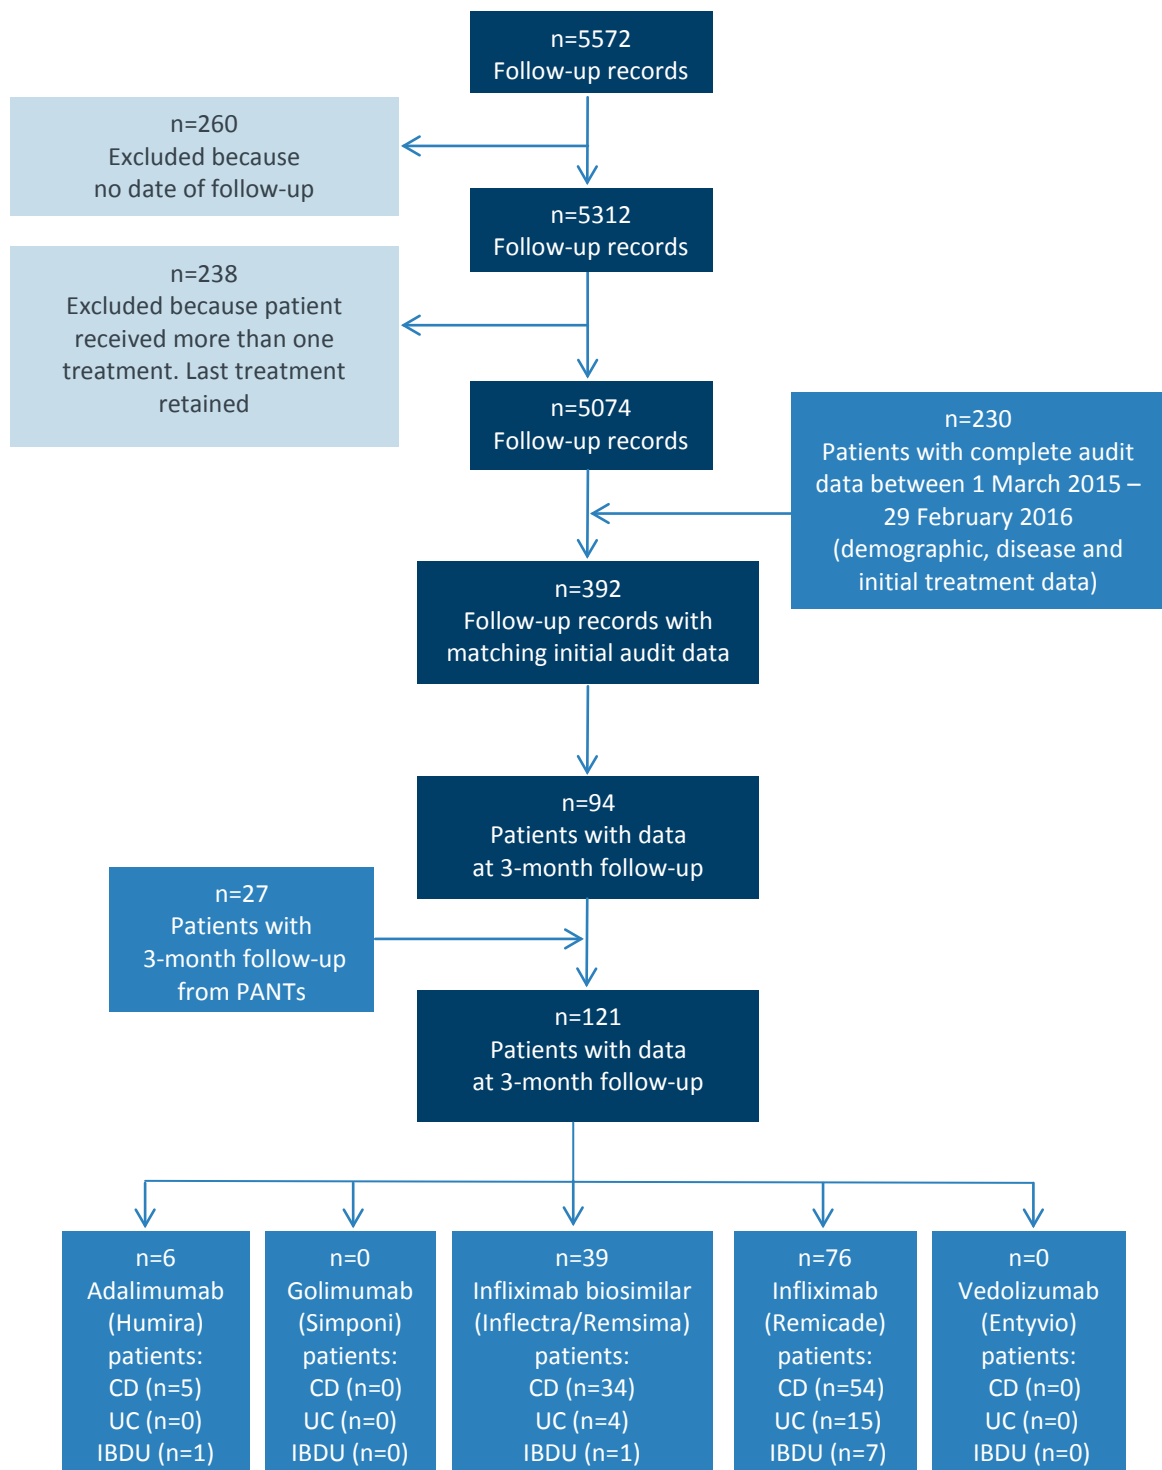 n=5572
Follow-up records
n=260
Excluded because
no date of follow-up
n=5312
Follow-up records
n=238
Excluded because patient
received more than one
treatment. Last treatment
retained
n=5074
Follow-up records
n=230
Patients with complete audit
data between 1 March 2015 –
29 February 2016
(demographic, disease and
initial treatment data)
n=392
Follow-up records with
matching initial audit data
n=94
Patients with data
at 3-month follow-up
n=27
Patients with
3-month follow-up
from PANTs
n=121
Patients with data
at 3-month follow-up
n=6
Adalimumab
(Humira)
patients:
CD (n=5)
UC (n=0)
IBDU (n=1)
n=0
Golimumab
(Simponi)
patients:
CD (n=0)
UC (n=0)
IBDU (n=0)
n=39
Infliximab biosimilar
(Inflectra/Remsima)
patients:
CD (n=34)
UC (n=4)
IBDU (n=1)
n=76
Infliximab
(Remicade)
patients:
CD (n=54)
UC (n=15)
IBDU (n=7)
n=0
Vedolizumab
(Entyvio)
patients:
CD (n=0)
UC (n=0)
IBDU (n=0)